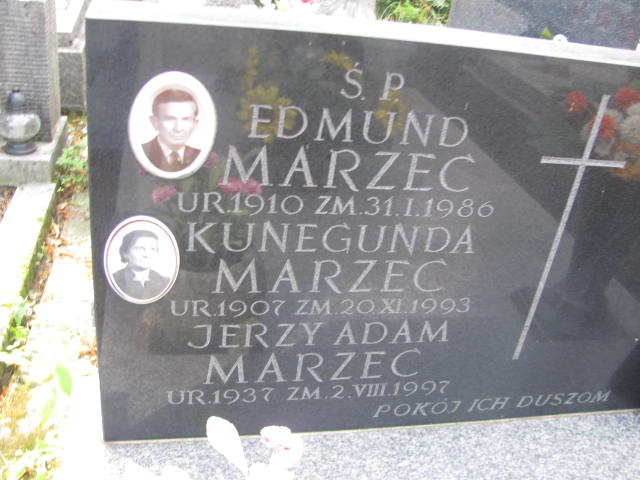 Ś.P
EDMUND
MARZEC
UR.1910 ZM.31.I.1986
KUNEGUNDA
MARZEC
UR.1907 ZM.20.XI.1993
JERZY ADAM
MARZEC
UR.1937 ZM.2.VIII.1997
POKÓJ ICH DUSZOM